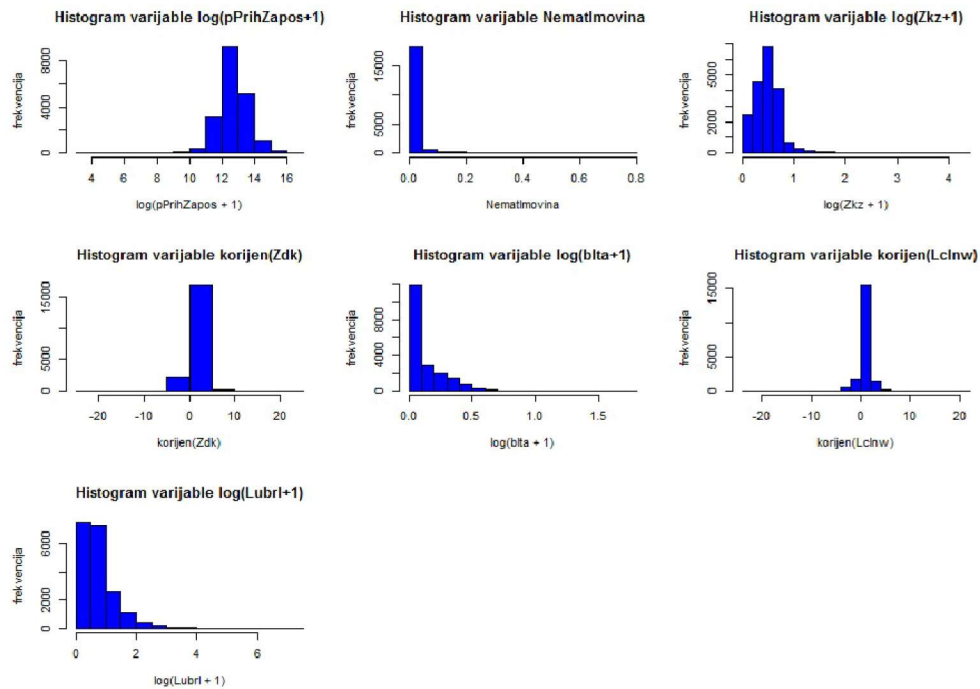 Histogram varijable log(pPrihZapos+1)
frekvencija
0 4000 8000
4 6 8 10 12 14 16
log(pPrihZapos + 1)
Histogram varijable NematImovina
frekvencija
0 5000 15000
0.0 0.2 0.4 0.6 0.8
NematImovina
Histogram varijable log(Zkz+1)
frekvencija
0 2000 5000
0 1 2 3 4
log(Zkz + 1)
Histogram varijable korijen(Zdk)
frekvencija
0 5000 15000
-20 -10 0 10 20
korijen(Zdk)
Histogram varijable log(blta+1)
frekvencija
0 4000 8000
0.0 0.5 1.0 1.5
log(blta + 1)
Histogram varijable korijen(Lclnw)
frekvencija
0 5000 15000
-20 -10 0 10 20
korijen(Lclnw)
Histogram varijable log(Lubrl+1)
frekvencija
0 2000 6000
0 2 4 6
log(Lubrl + 1)